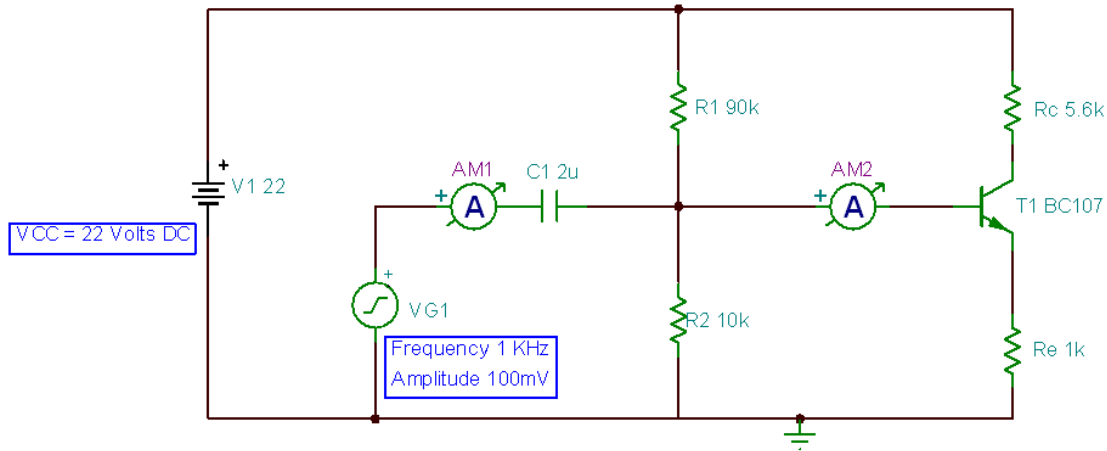 R1 90k
Rc 5.6k
+
V1 22
AM1
C1 2u
AM2
+
A
+
A
T1 BC107
VCC = 22 Volts DC
+
VG1
R2 10k
Frequency 1 KHz
Amplitude 100mV
Re 1k